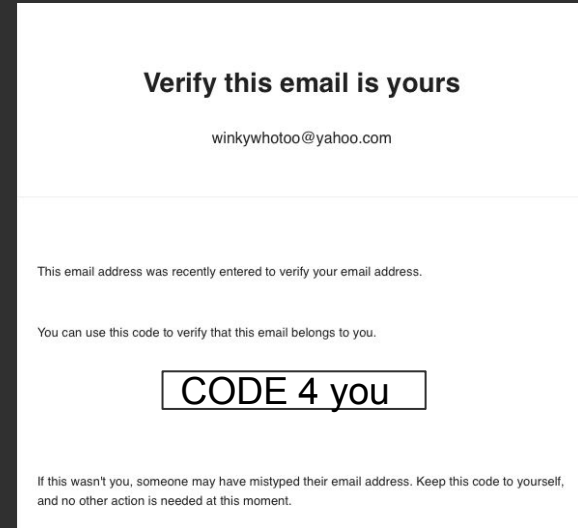 Verify this email is yours
winkywhotoo@yahoo.com
This email address was recently entered to verify your email address.
You can use this code to verify that this email belongs to you.
CODE 4 you
If this wasn't you, someone may have mistyped their email address. Keep this code to yourself,
and no other action is needed at this moment.